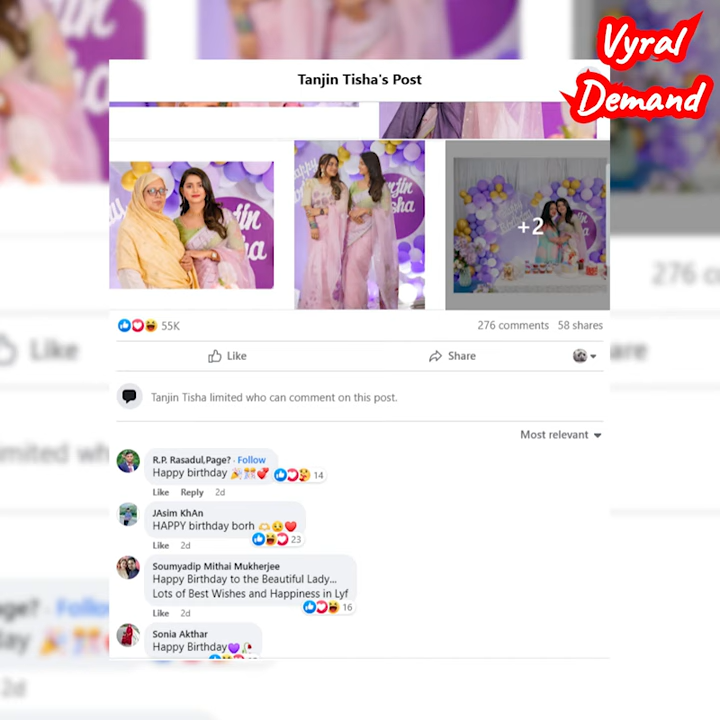 Vyral
Demand
Tanjin Tisha's Post
+2
55K
276 comments 58 shares
Like
Share
Tanjin Tisha limited who can comment on this post.
Most relevant
R.P. Rasadul,Page? · Follow
Happy birthday
14
Like Reply 2d
JAsim KhAn
HAPPY birthday borh
23
Like 2d
Soumyadip Mithai Mukherjee
Happy Birthday to the Beautiful Lady...
Lots of Best Wishes and Happiness in Lyf
16
Like 2d
Sonia Akthar
Happy Birthday